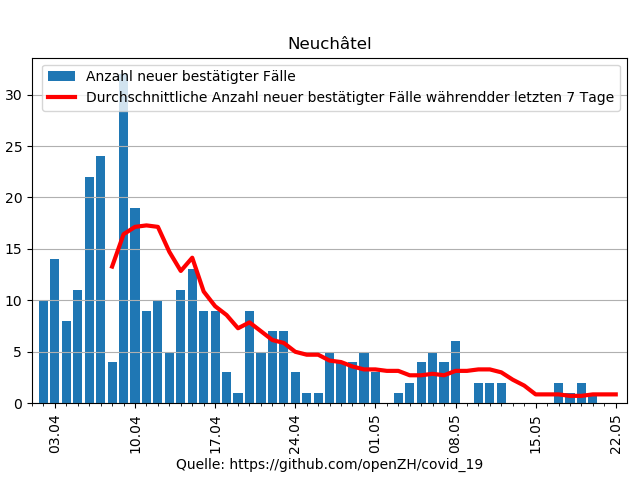 Neuchâtel
Anzahl neuer bestätigter Fälle
Durchschnittliche Anzahl neuer bestätigter Fälle währendder letzten 7 Tage
30
25
20
15
10
5
0
03.04 10.04 17.04 24.04 01.05 08.05 15.05 22.05
Quelle: https://github.com/openZH/covid_19